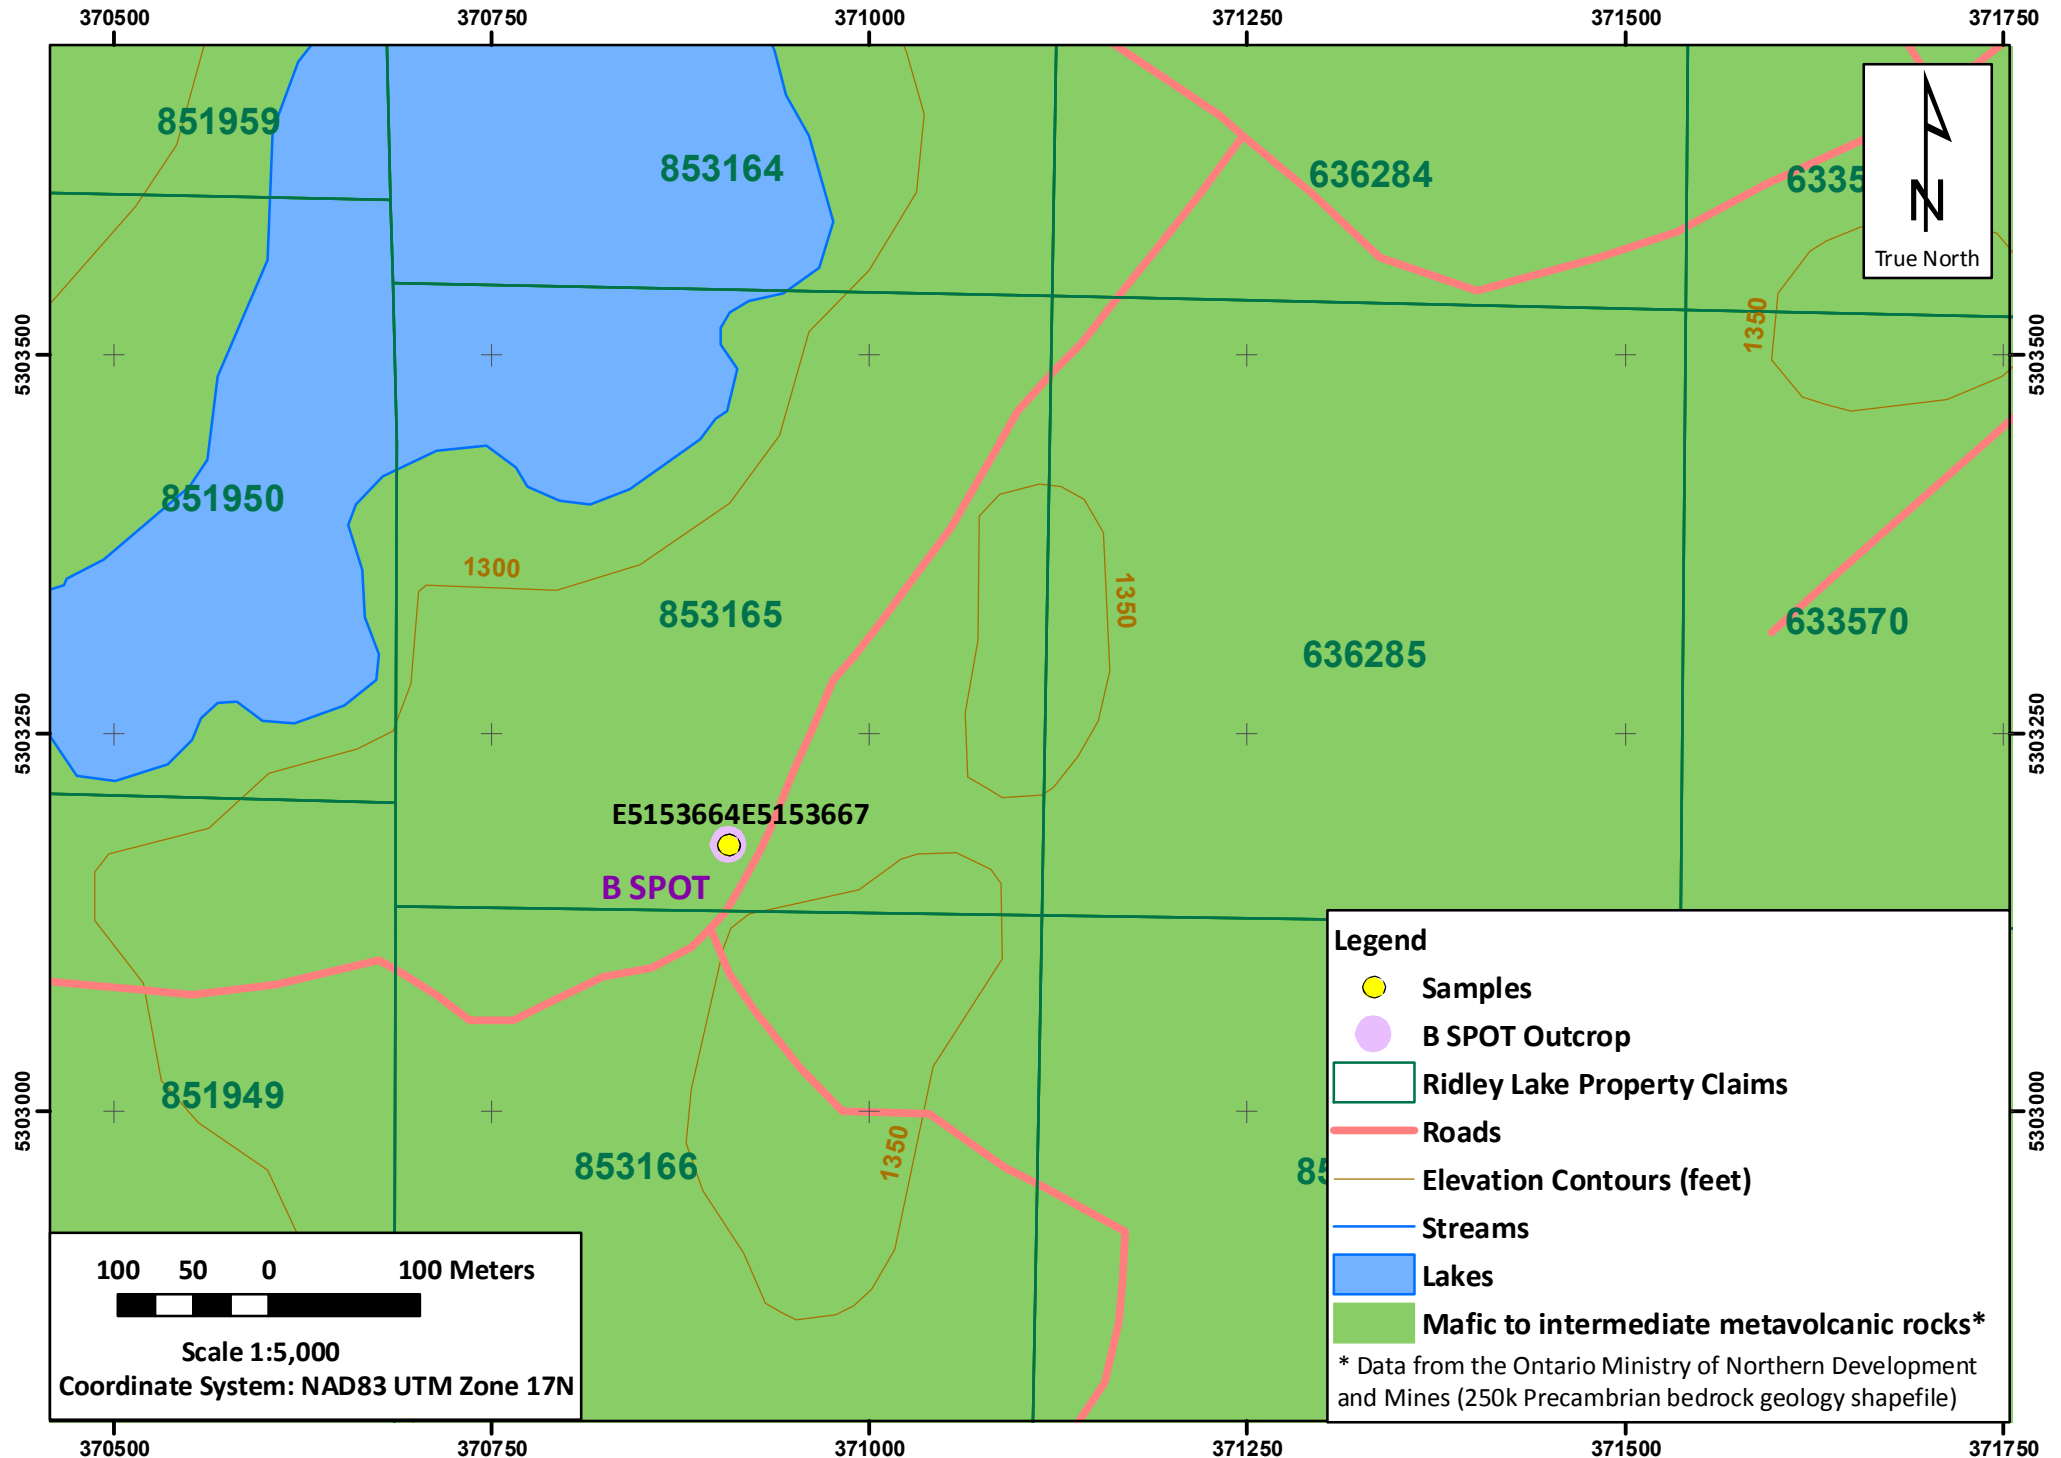 370500 370750 371000 371250 371500 371750
851959
853164
636284
6335
N
True North
5303500
1350
5303500
851950
1300
1350
853165
633570
636285
5303250
5303250
E5153664E5153667
B SPOT
Legend
Samples
B SPOT Outcrop
Ridley Lake Property Claims
Roads
Elevation Contours (feet)
Streams
Lakes
Mafic to intermediate metavolcanic rocks*
* Data from the Ontario Ministry of Northern Development
and Mines (250k Precambrian bedrock geology shapefile)
5303000
5303000
851949
1350
853166
85
100 50 0 100 Meters
Scale 1:5,000
Coordinate System: NAD83 UTM Zone 17N
370500 370750 371000 371250 371500 371750